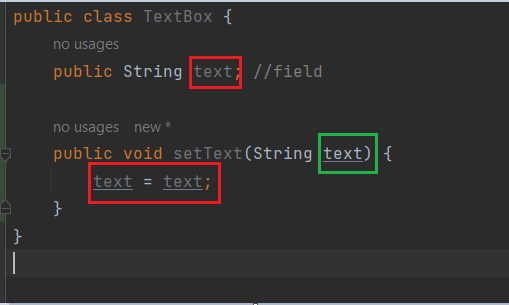 public class TextBox {
no usages
public String text; //field
no usages new *
public void setText(String text) {
text = text;
}
}